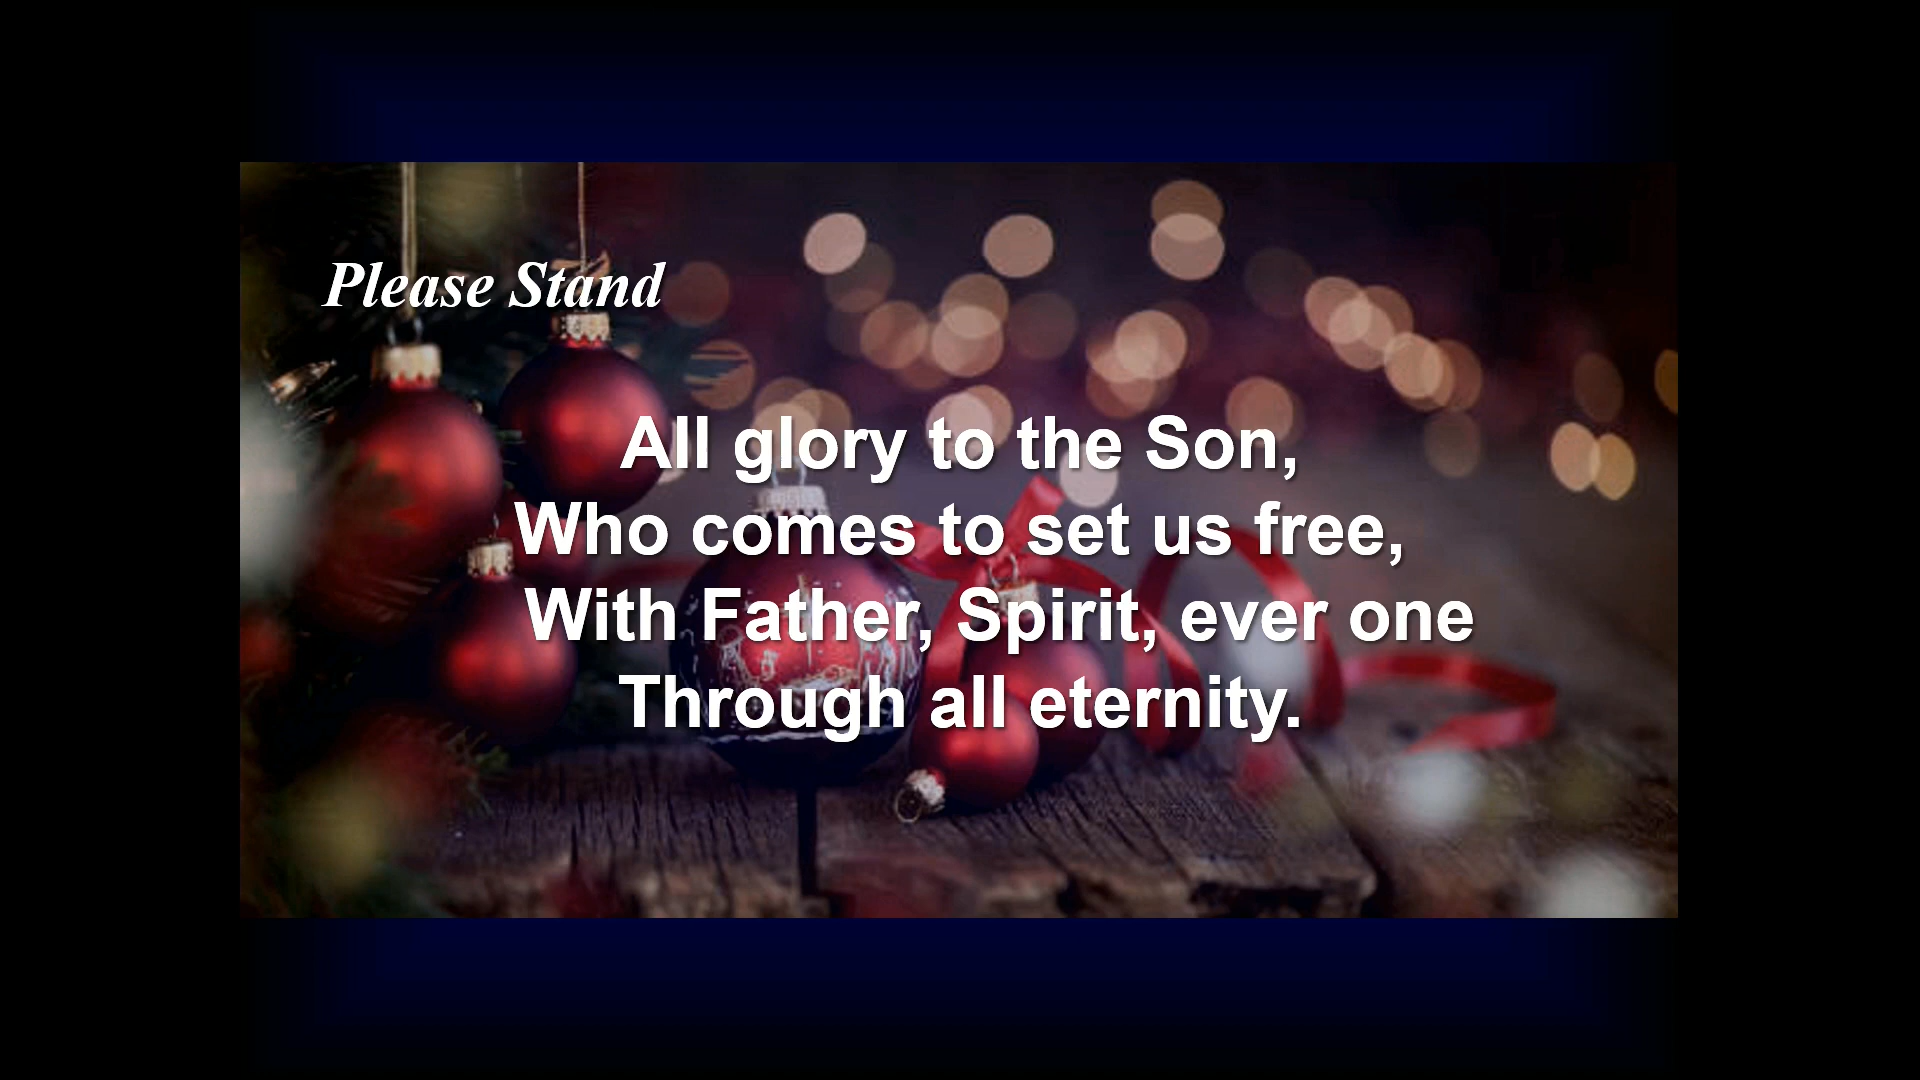 Please Stand
All glory to the Son,
Who comes to set us free,
With Father, Spirit, ever one
Through all eternity.